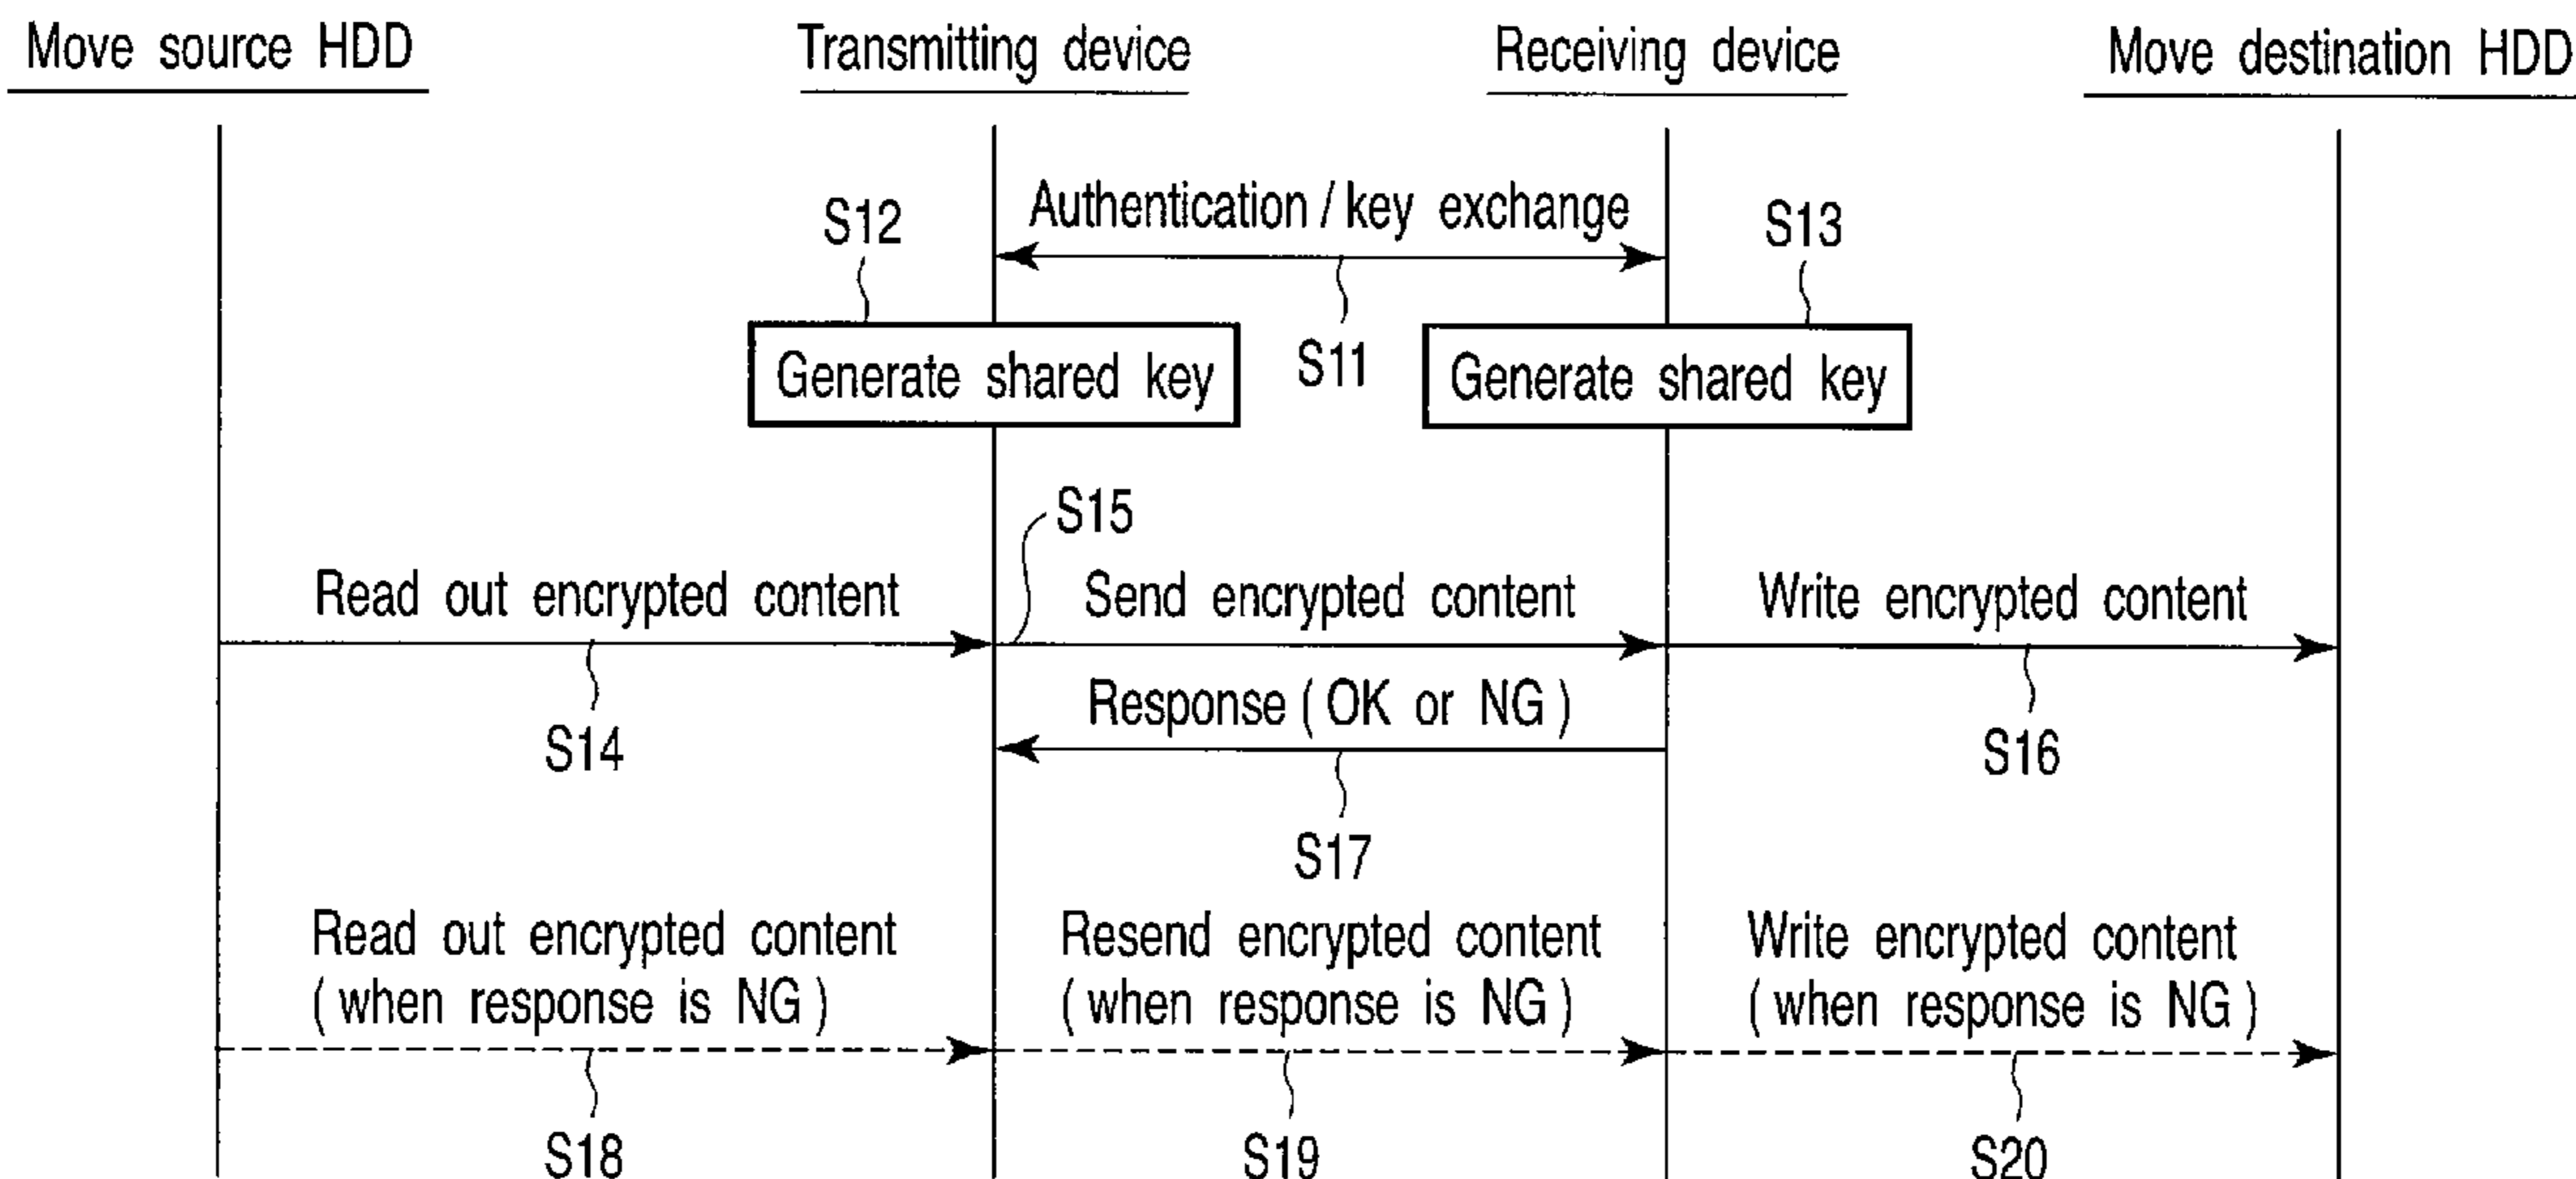 Move source HDD
Transmitting device
Receiving device
Move destination HDD
Authentication / key exchange
S12
S13
S11
Generate shared key
Generate shared key
S15
Read out encrypted content
Send encrypted content
Write encrypted content
Response ( OK or NG )
S14
S16
S17
Read out encrypted content
( when response is NG )
Resend encrypted content
( when response is NG )
Write encrypted content
( when response is NG )
S18
S19
S20